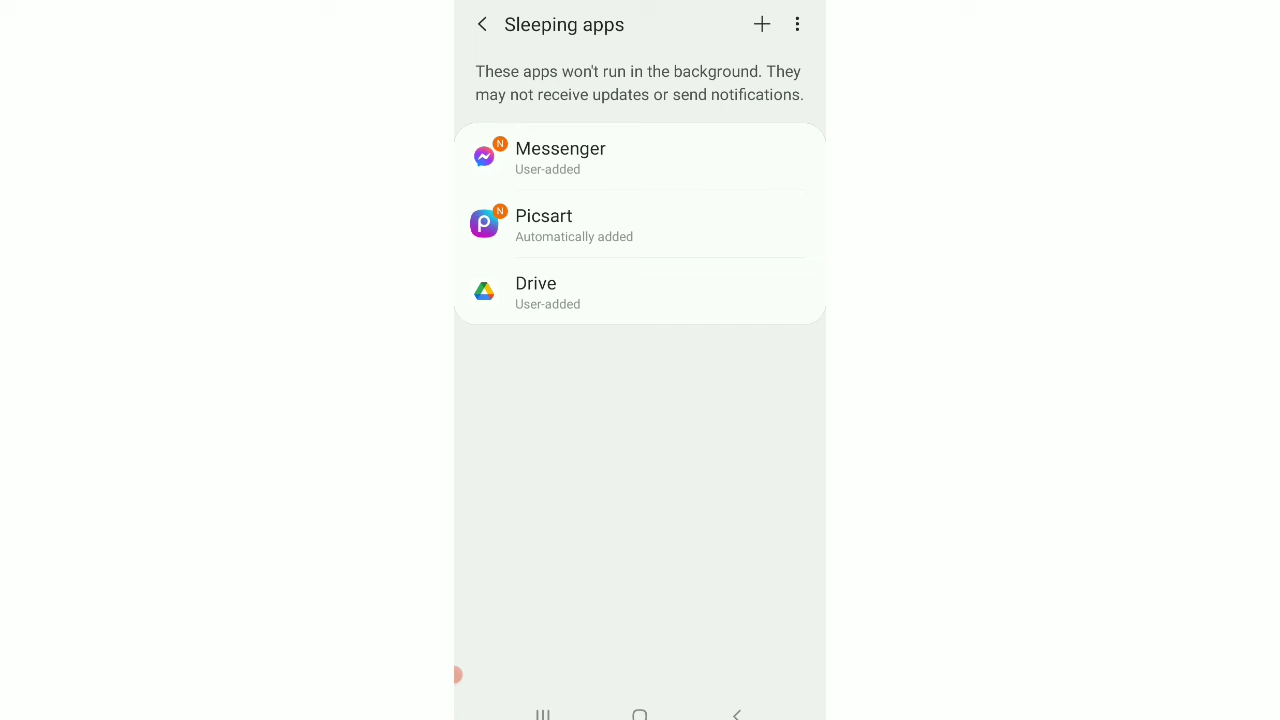 Sleeping apps
These apps won't run in the background. They
may not receive updates or send notifications.
N
Messenger
User-added
N
Picsart
Automatically added
Drive
User-added